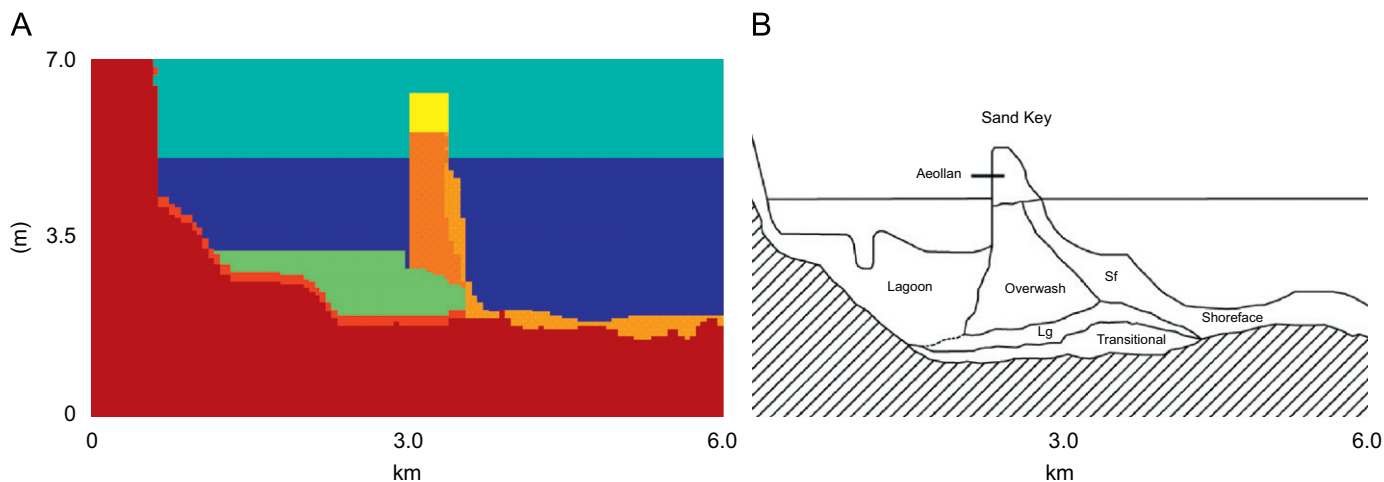 A
B
7.0
3.5
0
(m)
0
3.0
6.0
km
Sand Key
Aeollan
Lagoon
Overwash
Sf
Lg
Shoreface
Transitional
3.0
6.0
km